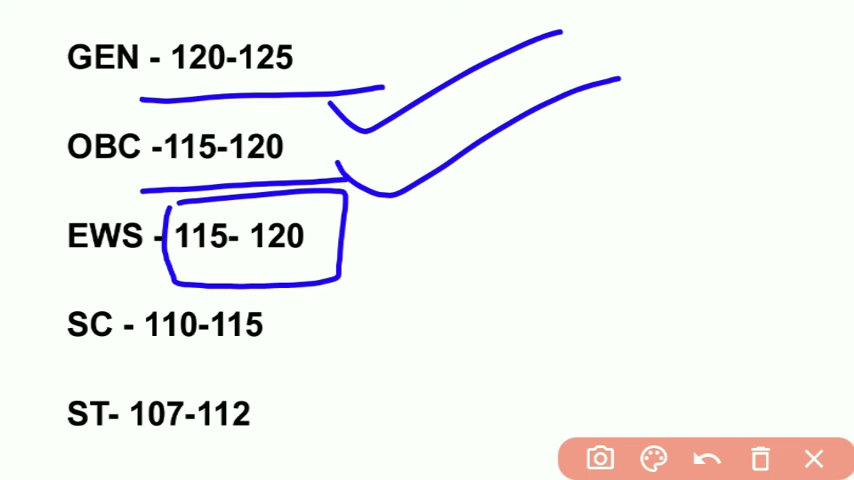 GEN - 120-125
OBC -115-120
EWS - 115- 120
SC - 110-115
ST- 107-112